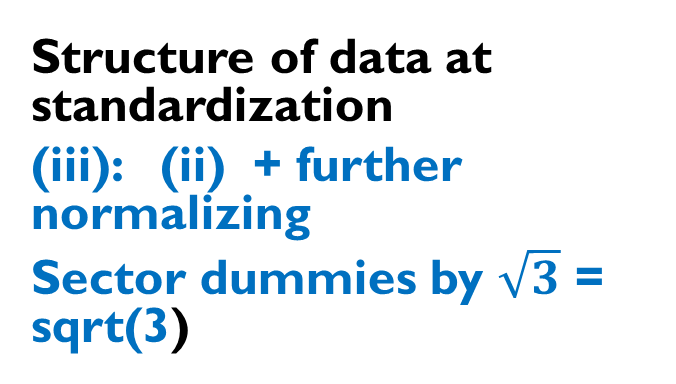 Structure of data at
standardization
(iii):  (ii)  + further
normalizing
Sector dummies by √3 =
sqrt(3)